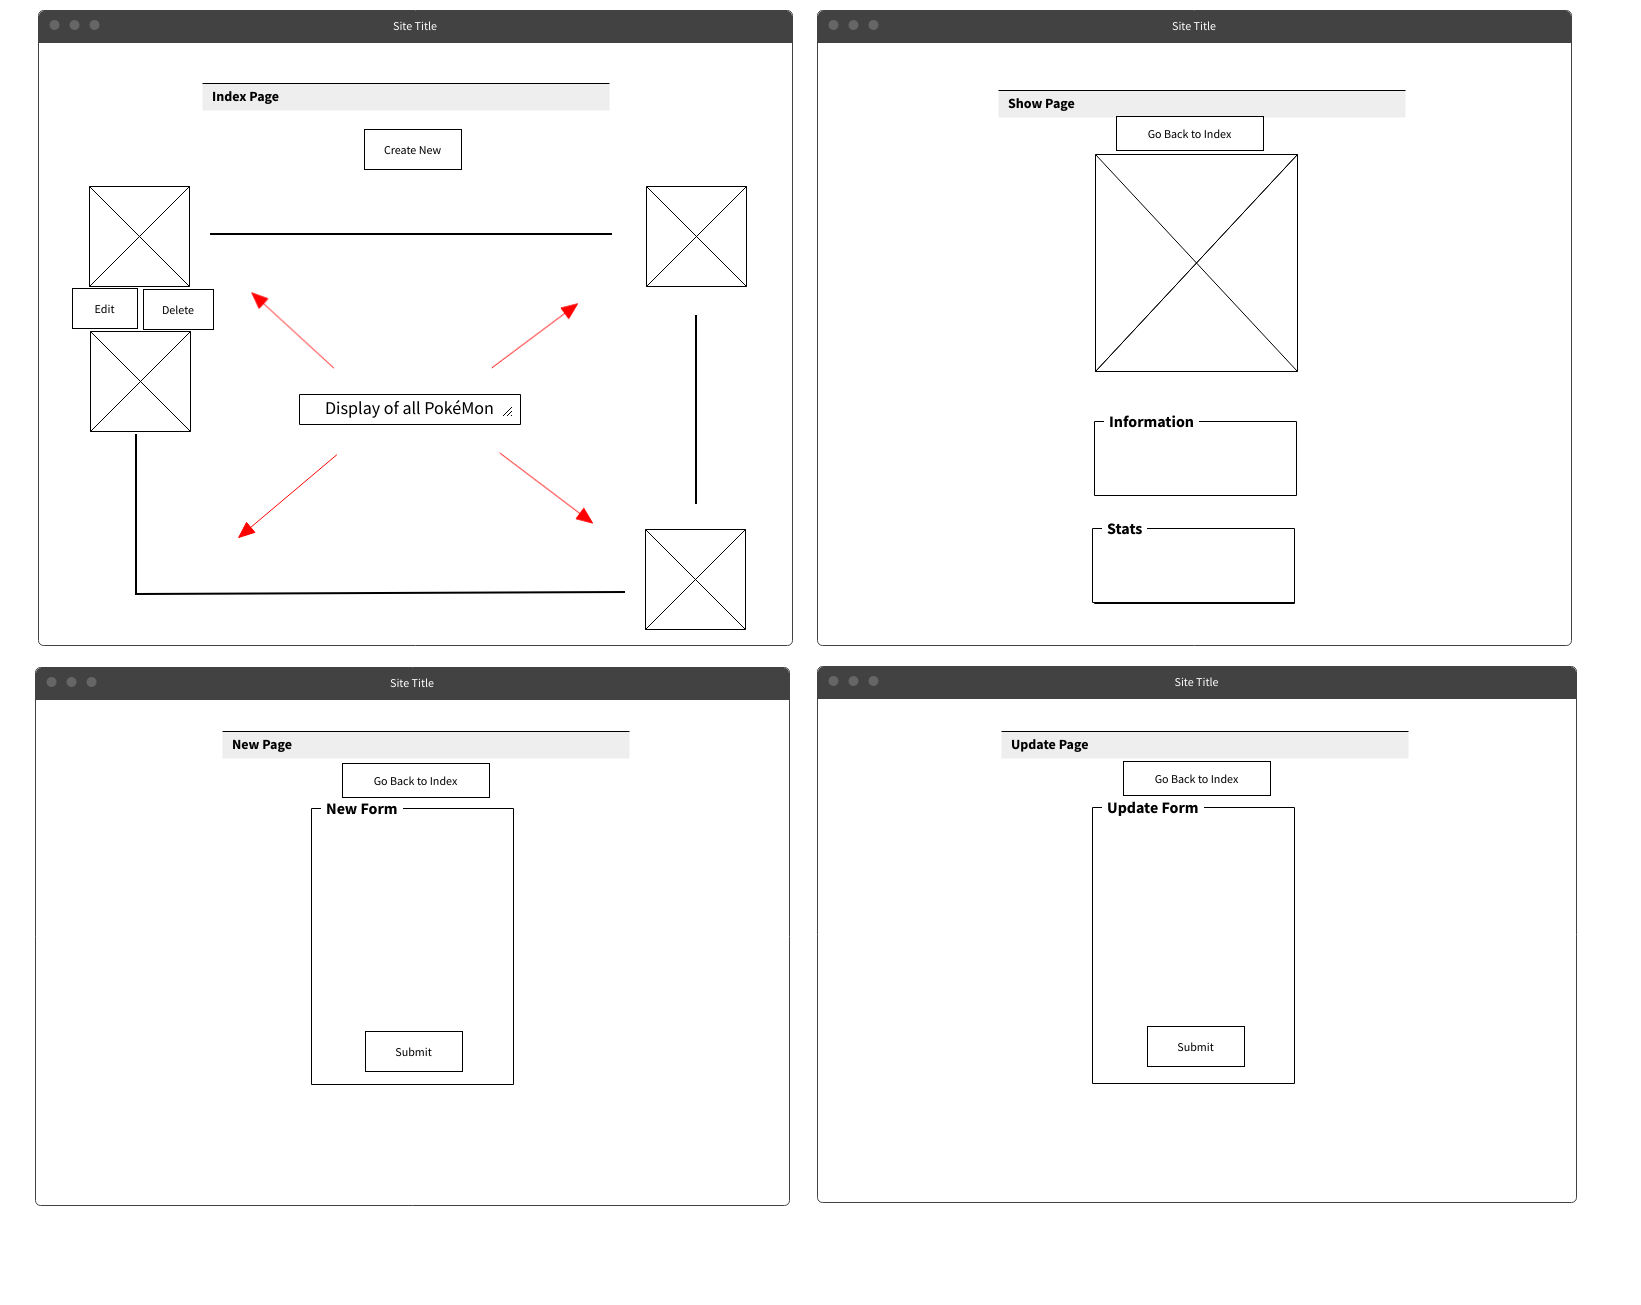 Site Title
Index Page
Create New
Edit
Delete
Display of all PokéMon
Site Title
Show Page
Go Back to Index
Information
Stats
Site Title
New Page
Go Back to Index
New Form
Submit
Site Title
Update Page
Go Back to Index
Update Form
Submit